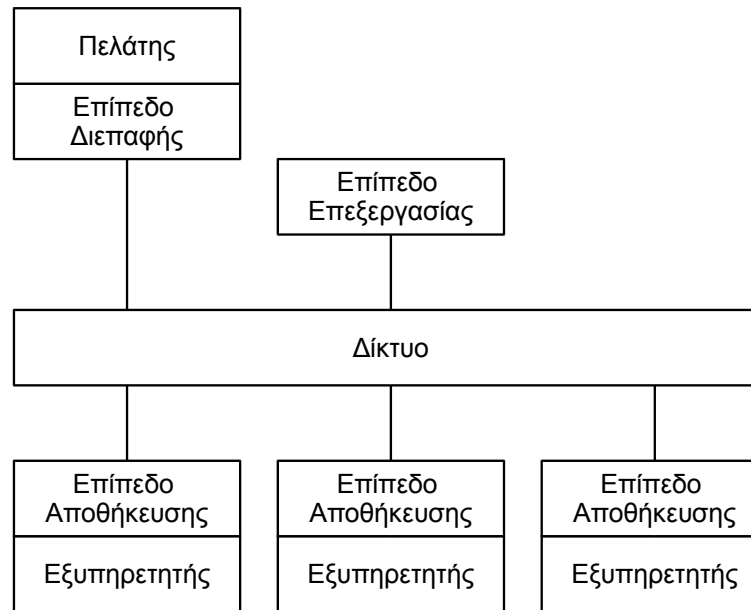 Πελάτης
Επίπεδο
Διεπαφής
Επίπεδο
Επεξεργασίας
Δίκτυο
Επίπεδο
Αποθήκευσης
Εξυπηρετητής
Επίπεδο
Αποθήκευσης
Εξυπηρετητής
Επίπεδο
Αποθήκευσης
Εξυπηρετητής